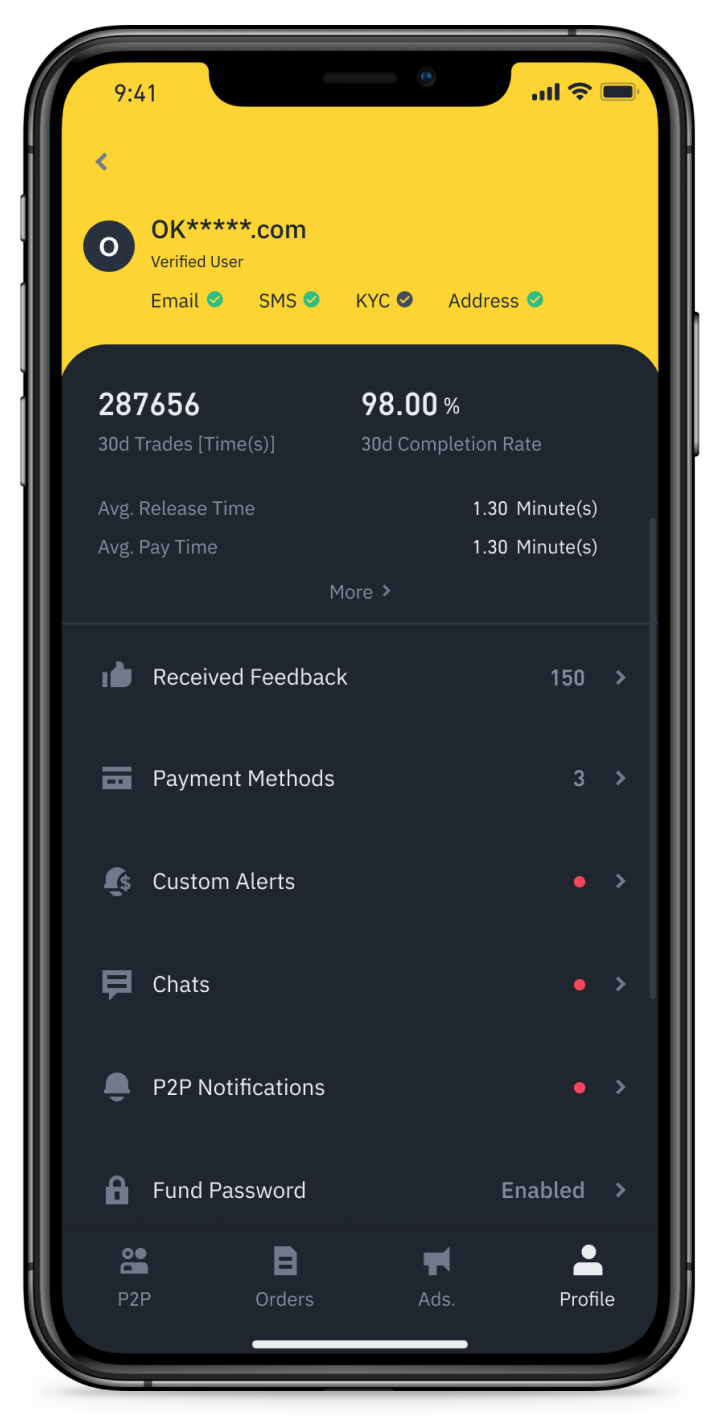 9:41
O
OK*****.com
Verified User
Email SMS KYC Address
287656 98.00 %
30d Trades [Time(s)] 30d Completion Rate
Avg. Release Time 1.30 Minute(s)
Avg. Pay Time 1.30 Minute(s)
More
Received Feedback 150
Payment Methods 3
$
Custom Alerts
Chats
P2P Notifications
Fund Password Enabled
P2P Orders Ads. Profile